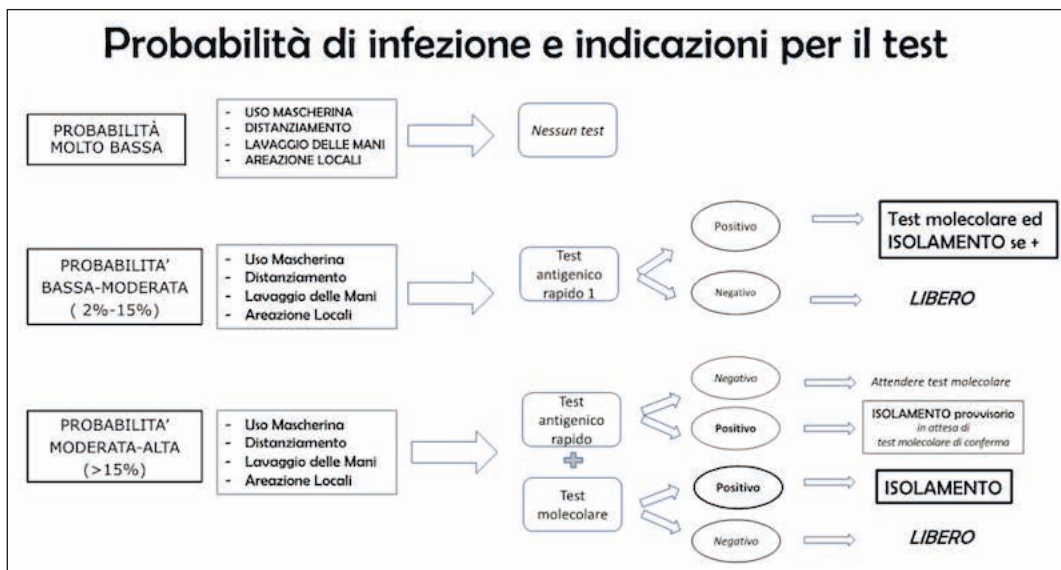 Probabilità di infezione e indicazioni per il test
PROBABILITÀ
MOLTO BASSA
- USO MASCHERINA
- DISTANZIAMENTO
- LAVAGGIO DELLE MANI
- AREAZIONE LOCALI
Nessun test
PROBABILITA'
BASSA-MODERATA
( 2%-15%)
- Uso Mascherina
- Distanziamento
- Lavaggio delle Mani
- Areazione Locali
Test
antigenico
rapido 1
Positivo
Test molecolare ed
ISOLAMENTO se +
Negativo
LIBERO
PROBABILITA'
MODERATA-ALTA
(>15%)
- Uso Mascherina
- Distanziamento
- Lavaggio delle Mani
- Areazione Locali
Test
antigenico
rapido
Negativo
Attendere test molecolare
Positivo
ISOLAMENTO provvisorio
in attesa di
test molecolare di conferma
+
Test
molecolare
Positivo
ISOLAMENTO
Negativo
LIBERO